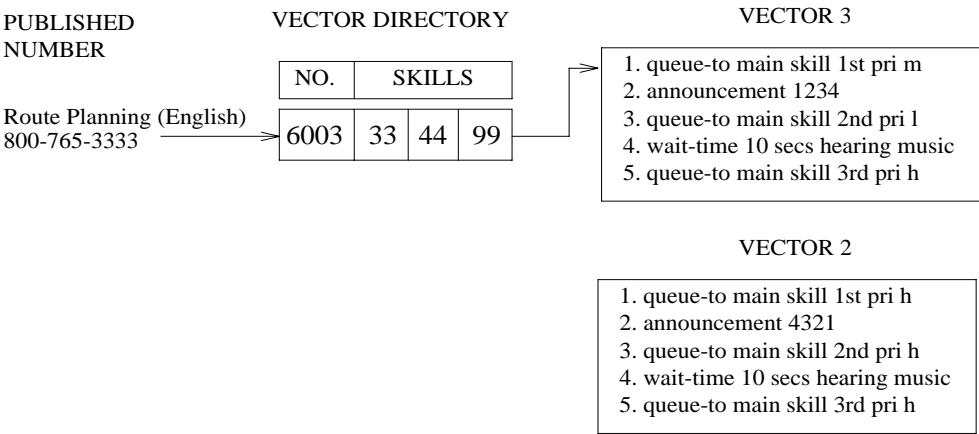 PUBLISHED
NUMBER
VECTOR DIRECTORY
VECTOR 3
NO. SKILLS
Route Planning (English)
800-765-3333
6003 33 44 99
1. queue-to main skill 1st pri m
2. announcement 1234
3. queue-to main skill 2nd pri l
4. wait-time 10 secs hearing music
5. queue-to main skill 3rd pri h
VECTOR 2
1. queue-to main skill 1st pri h
2. announcement 4321
3. queue-to main skill 2nd pri h
4. wait-time 10 secs hearing music
5. queue-to main skill 3rd pri h